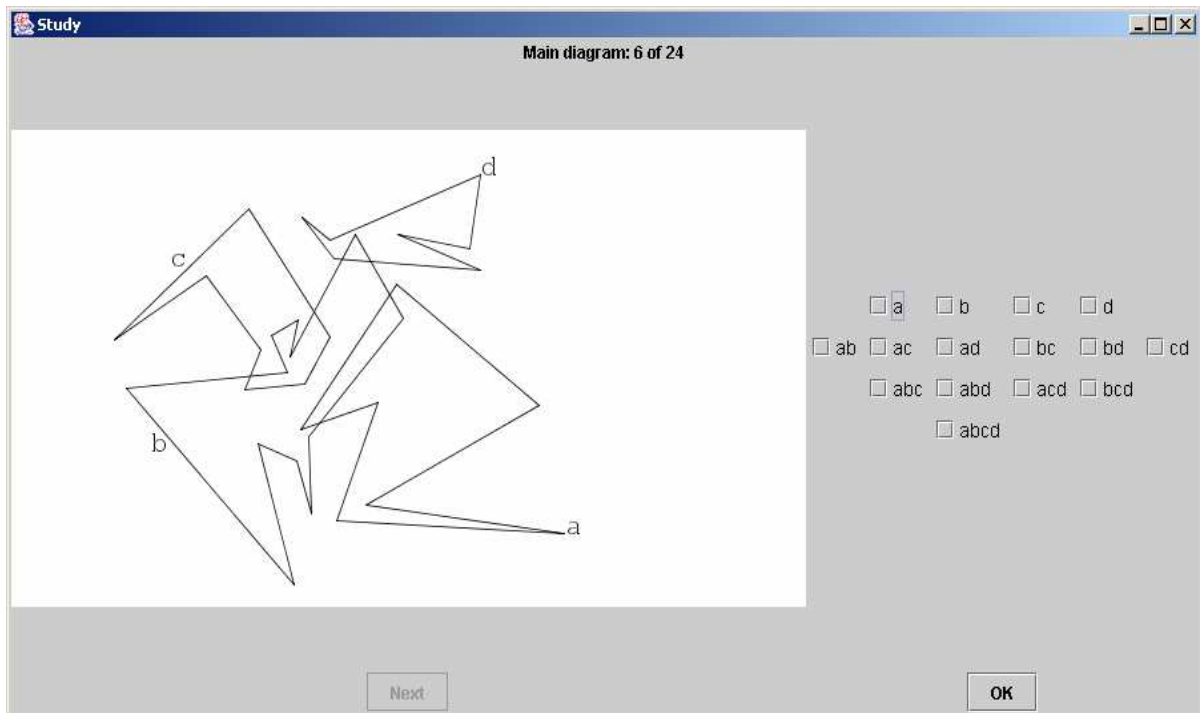 Study
Main diagram: 6 of 24
d
c
b
a
a b c d
ab ac ad bc bd cd
abc abd acd bcd
abcd
Next OK